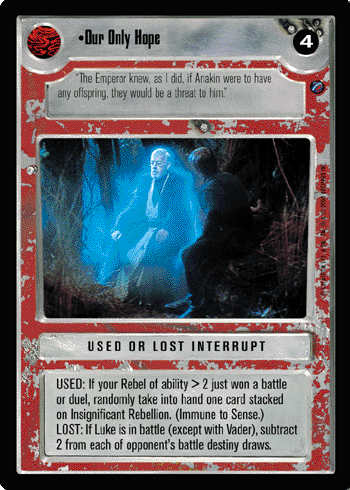 •Our Only Hope
4
“The Emperor knew, as I did, if Anakin were to have
any offspring, they would be a threat to him.”
USED OR LOST INTERRUPT
USED: If your Rebel of ability > 2 just won a battle
or duel, randomly take into hand one card stacked
on Insignificant Rebellion. (Immune to Sense.)
LOST: If Luke is in battle (except with Vader), subtract
2 from each of opponent’s battle destiny draws.